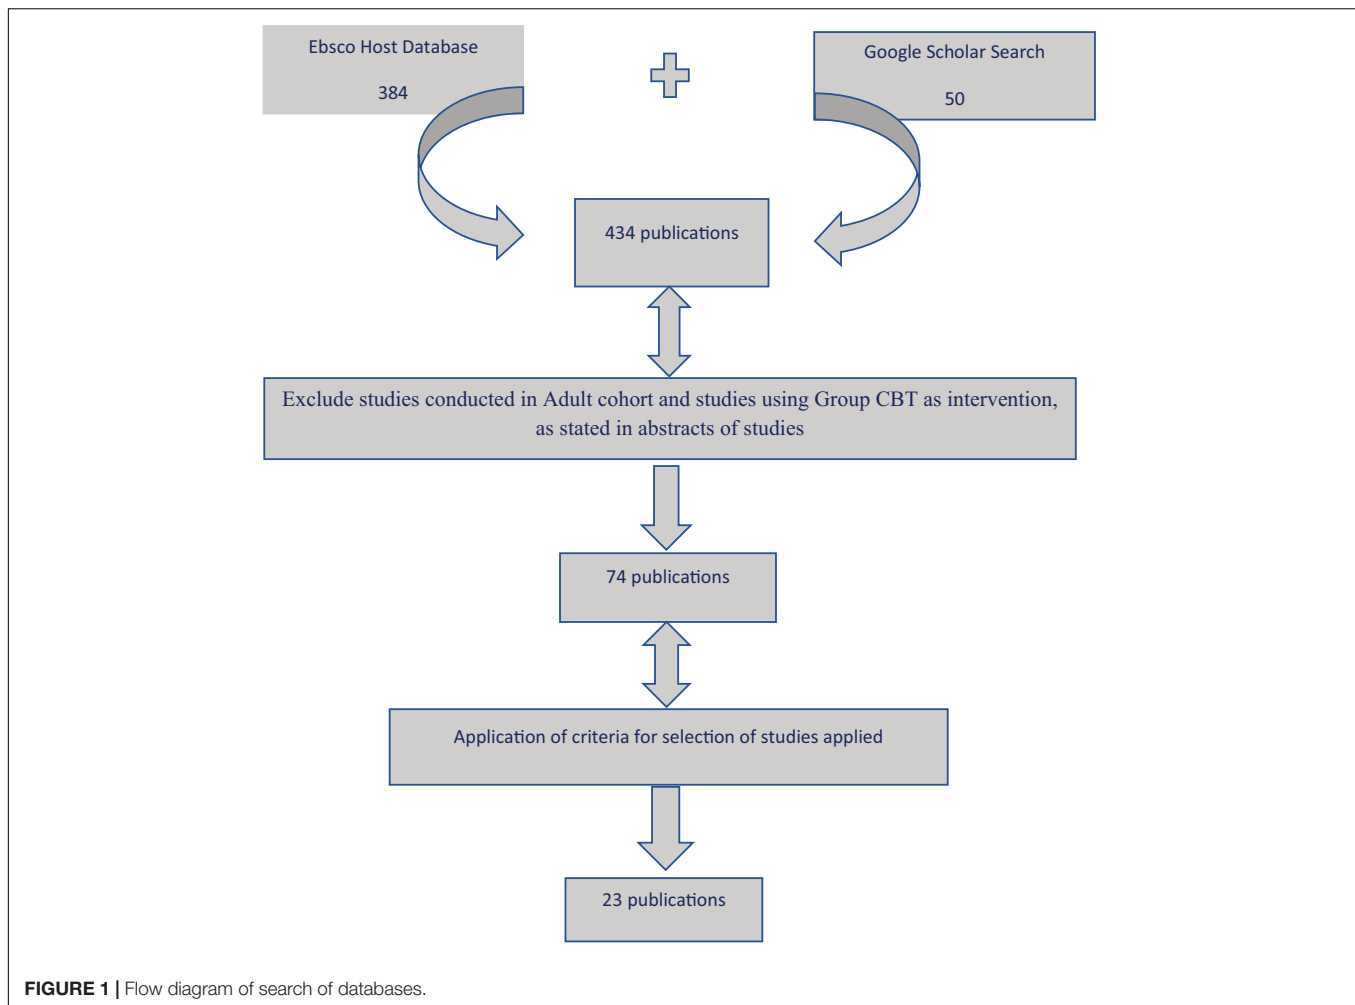 Ebsco Host Database
384
Google Scholar Search
50
434 publications
Exclude studies conducted in Adult cohort and studies using Group CBT as intervention,
as stated in abstracts of studies
74 publications
Application of criteria for selection of studies applied
23 publications
FIGURE 1 | Flow diagram of search of databases.